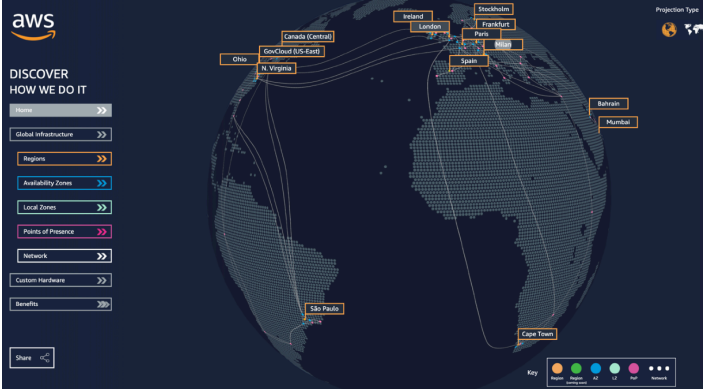 aws
DISCOVER
HOW WE DO IT
Home
Global Infrastructure
Regions
Availability Zones
Local Zones
Points of Presence
Network
Custom Hardware
Benefits
Share
Projection Type
Stockholm
Ireland
Frankfurt
London
Paris
Canada (Central)
Milan
GovCloud (US-East)
Ohio
Spain
N. Virginia
Bahrain
Mumbai
São Paulo
Cape Town
Key
Region
Region
(coming soon)
AZ
LZ
PoP
Network